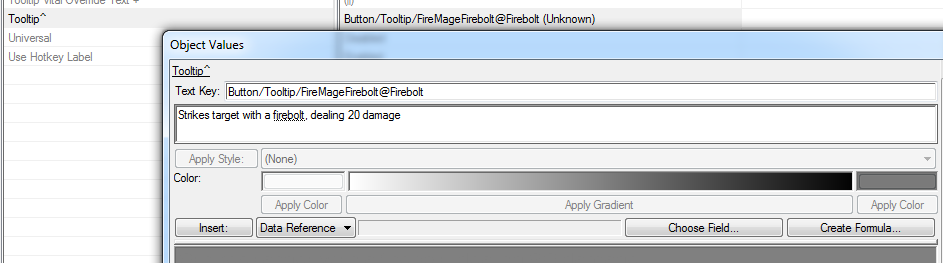 Tooltip Vital Override Text +
Tooltip^
Button/Tooltip/FireMageFirebolt@Firebolt (Unknown)
Universal
Use Hotkey Label
Object Values
Tooltip^
Text Key: Button/Tooltip/FireMageFirebolt@Firebolt
Strikes target with a firebolt, dealing 20 damage
Apply Style: (None)
Color:
Apply Color Apply Gradient Apply Color
Insert: Data Reference Choose Field... Create Formula...